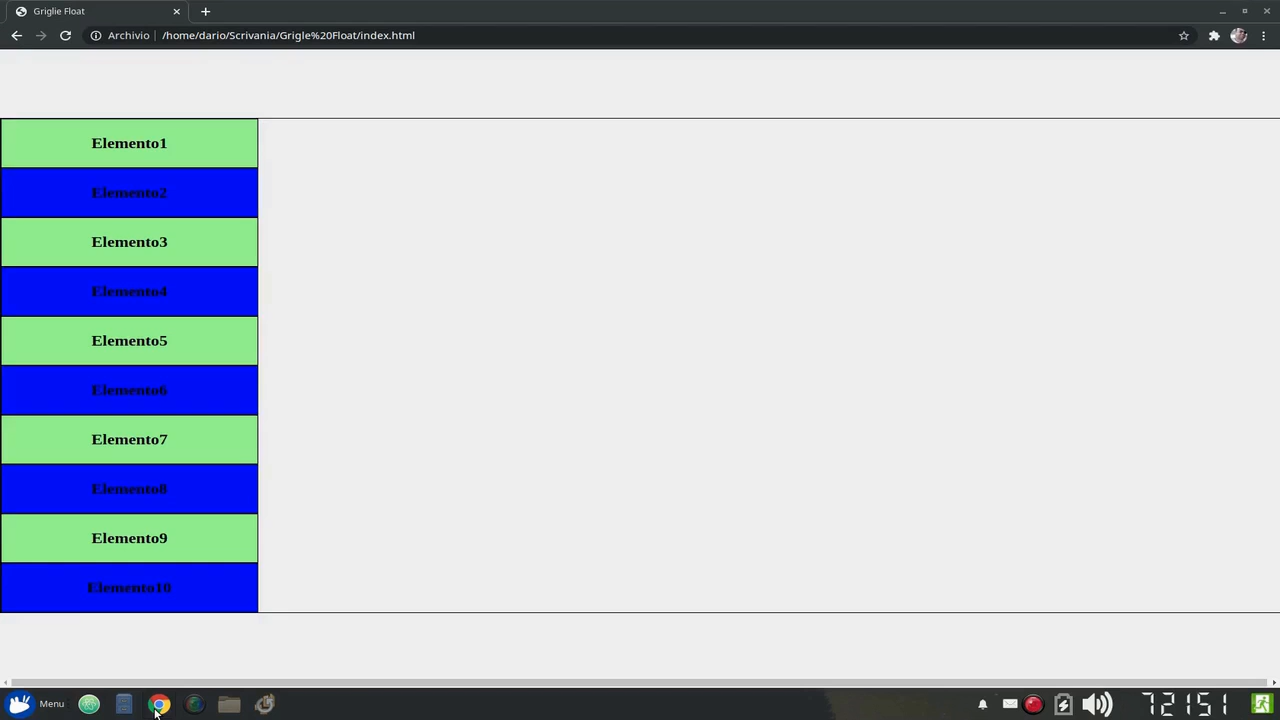 Griglie Float
Archivio | /home/dario/Scrivania/Grigle%20Float/index.html
Elemento1
Elemento2
Elemento3
Elemento4
Elemento5
Elemento6
Elemento7
Elemento8
Elemento9
Elemento10
Menu